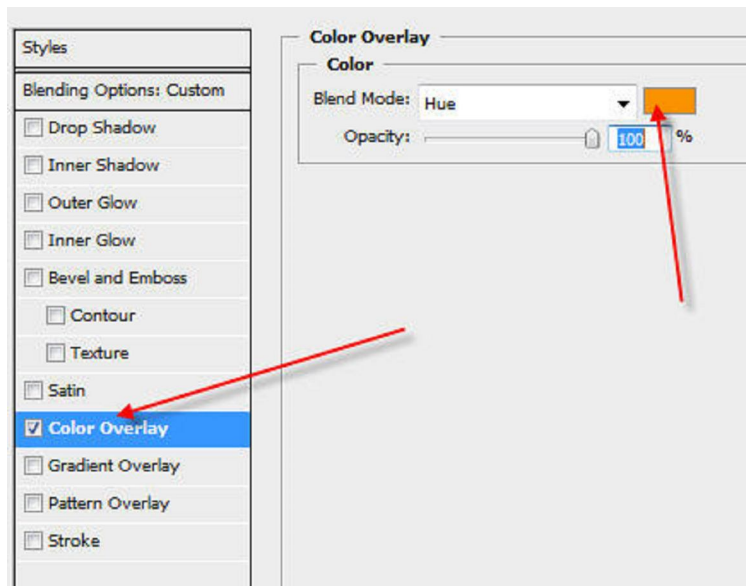 Styles
Blending Options: Custom
Drop Shadow
Inner Shadow
Outer Glow
Inner Glow
Bevel and Emboss
Contour
Texture
Satin
Color Overlay
Gradient Overlay
Pattern Overlay
Stroke
Color Overlay
Color
Blend Mode: Hue
Opacity: 100 %